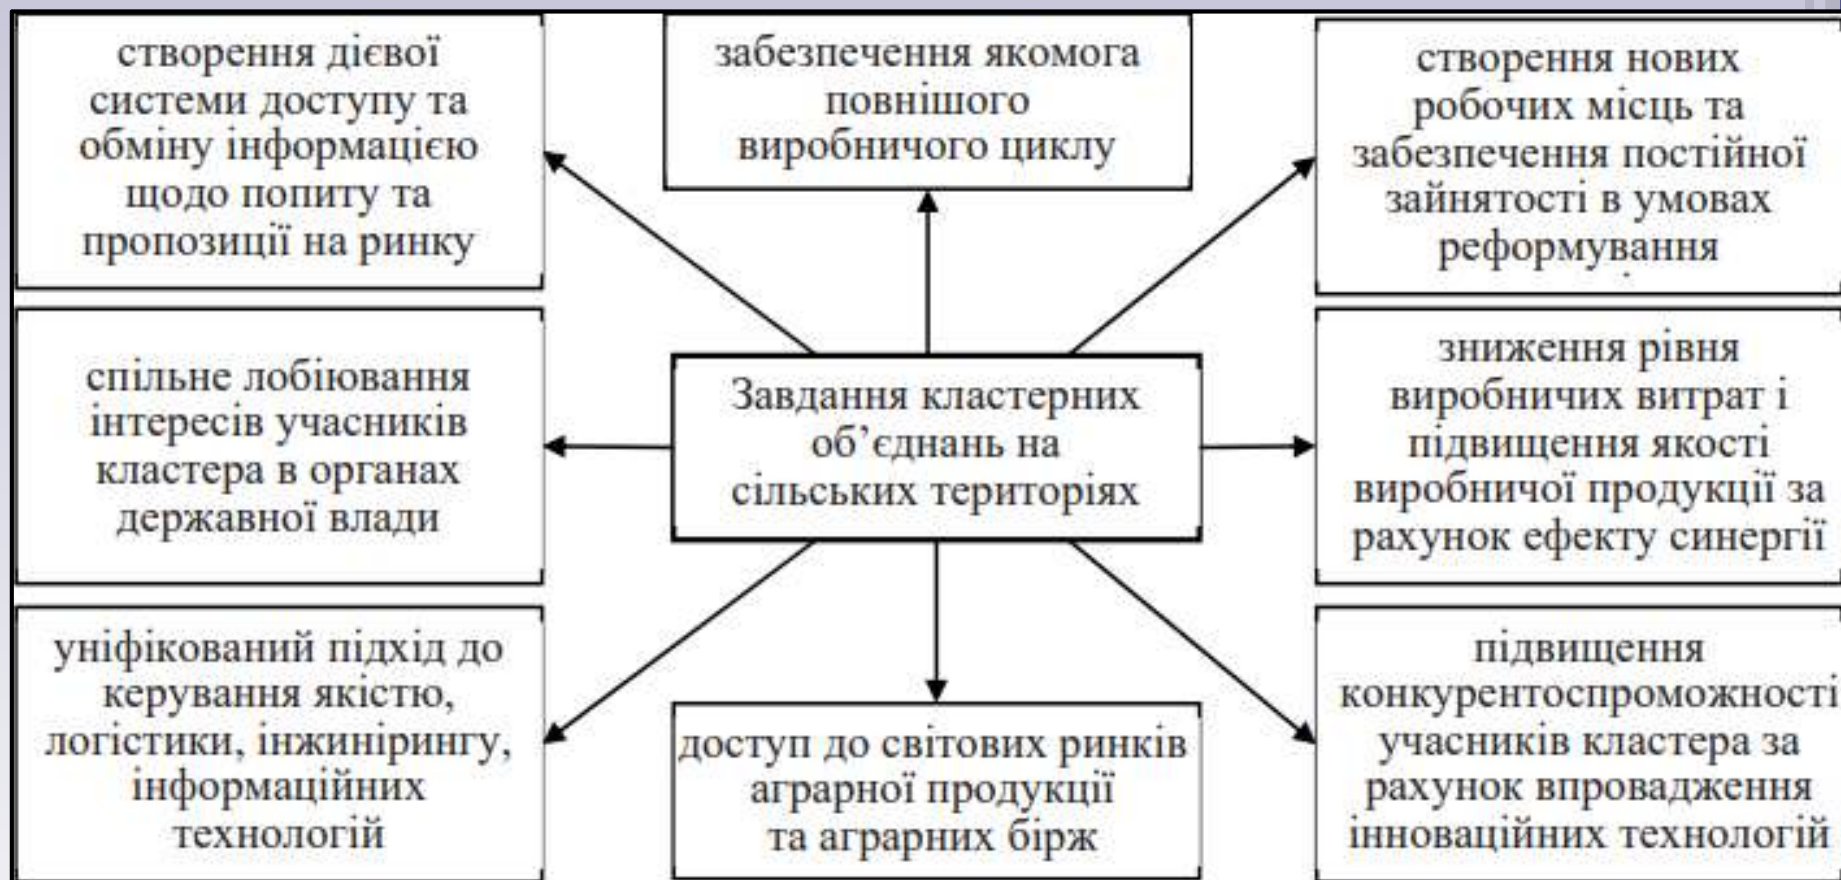 створення дієвої
системи доступу та
обміну інформацією
щодо попиту та
пропозиції на ринку
забезпечення якомога
повнішого
виробничого циклу
створення нових
робочих місць та
забезпечення постійної
зайнятості в умовах
реформування
спільне лобіювання
інтересів учасників
кластера в органах
державної влади
Завдання кластерних
об’єднань на
сільських територіях
зниження рівня
виробничих витрат і
підвищення якості
виробничої продукції за
рахунок ефекту синергії
уніфікований підхід до
керування якістю,
логістики, інжинірингу,
інформаційних
технологій
доступ до світових ринків
аграрної продукції
та аграрних бірж
підвищення
конкурентоспроможності
учасників кластера за
рахунок впровадження
інноваційних технологій